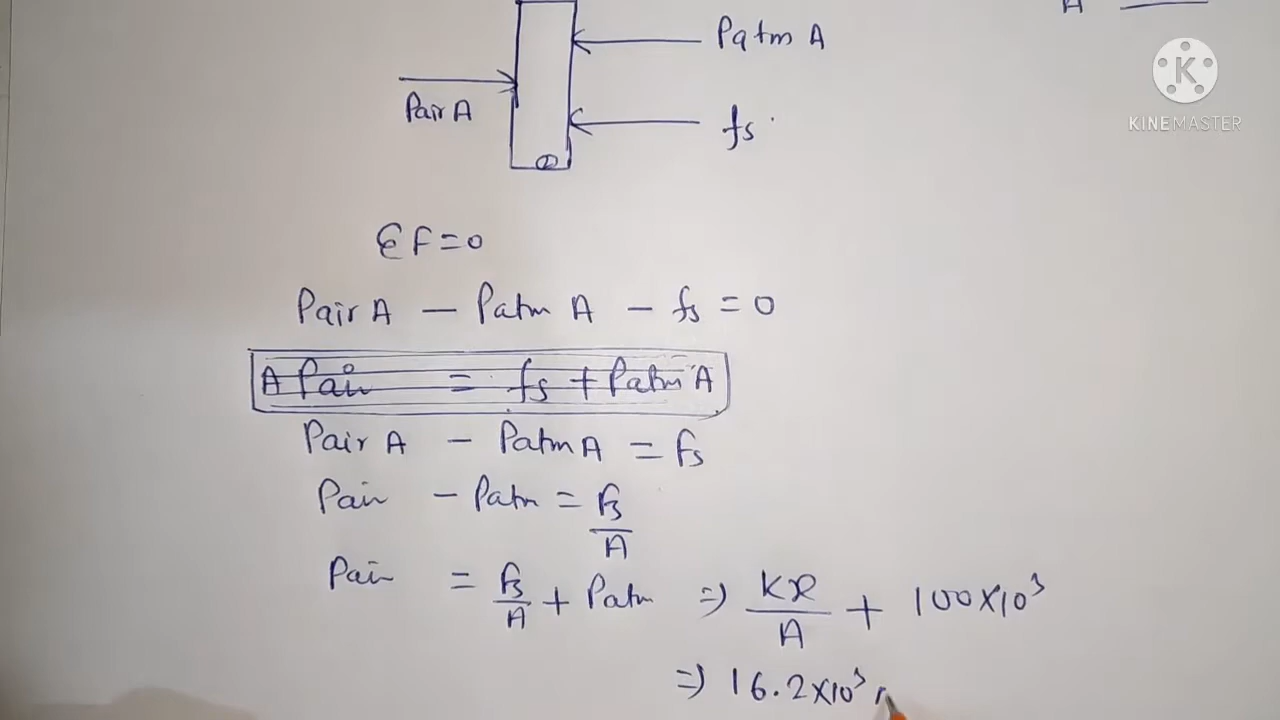 A
Patm A
Pair A
fs
②
K
KINEMASTER
ΣF=0
Pair A - Patm A - fs = 0
A Pair = fs + Patm A
Pair A - Patm A = fs
Pair - Patm = fs/A
Pair = fs/A + Patm => Kx/A + 100×10³
=> 16.2×10³